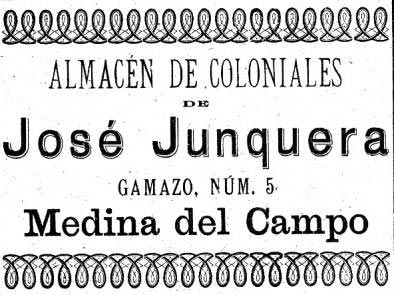 ALMACÉN DE COLONIALES
DE
José Junquera
GAMAZO, NÚM. 5
Medina del Campo